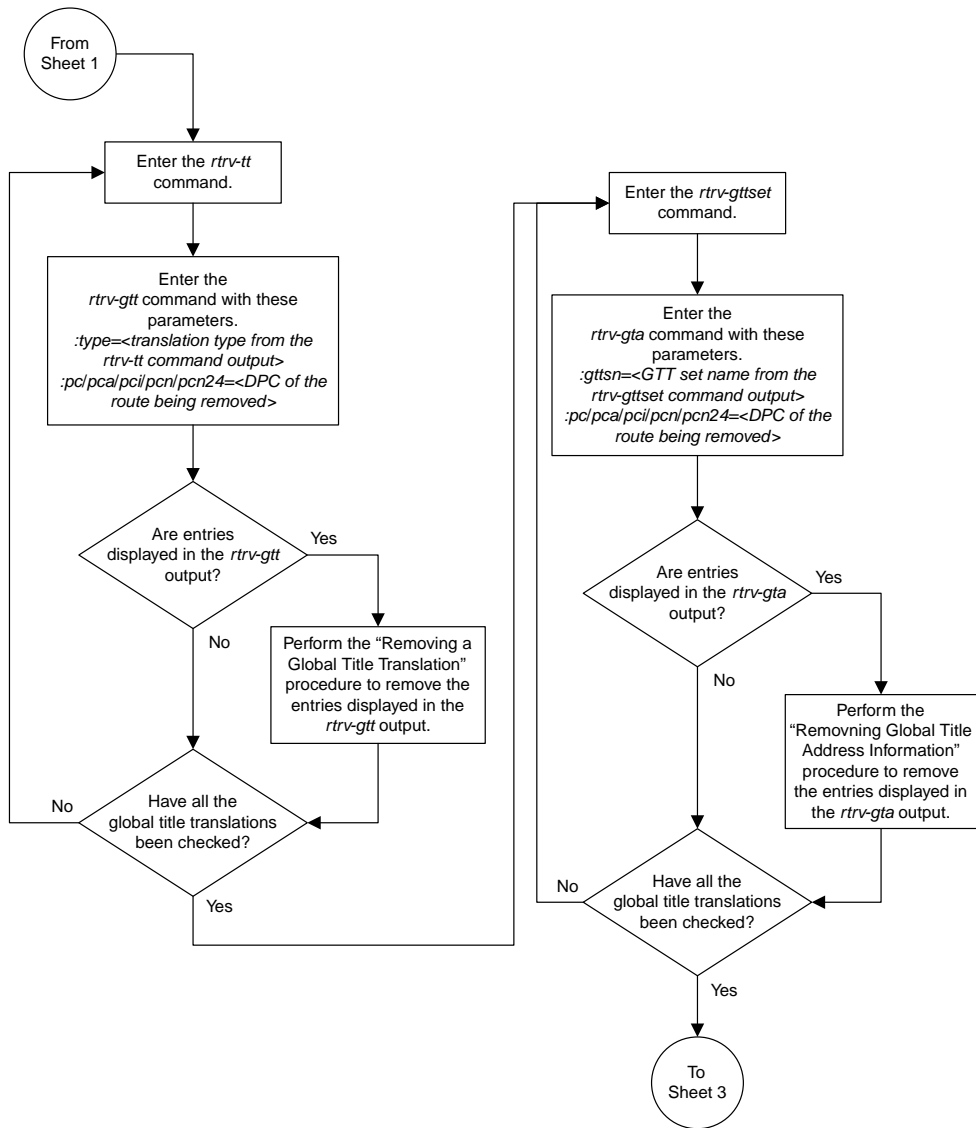 From
Sheet 1
Enter the rtrv-tt
command.
Enter the
rtrv-gtt command with these
parameters.
:type=<translation type from the
rtrv-tt command output>
:pc/pca/pci/pcn/pcn24=<DPC of the
route being removed>
Are entries
displayed in the rtrv-gtt
output?
Yes
No
Perform the “Removing a
Global Title Translation”
procedure to remove the
entries displayed in the
rtrv-gtt output.
No
Have all the
global title translations
been checked?
Yes
Enter the rtrv-gttset
command.
Enter the
rtrv-gta command with these
parameters.
:gttsn=<GTT set name from the
rtrv-gttset command output>
:pc/pca/pci/pcn/pcn24=<DPC of the
route being removed>
Are entries
displayed in the rtrv-gta
output?
Yes
No
Perform the
“Removning Global Title
Address Information”
procedure to remove
the entries displayed in
the rtrv-gta output.
No
Have all the
global title translations
been checked?
Yes
To
Sheet 3